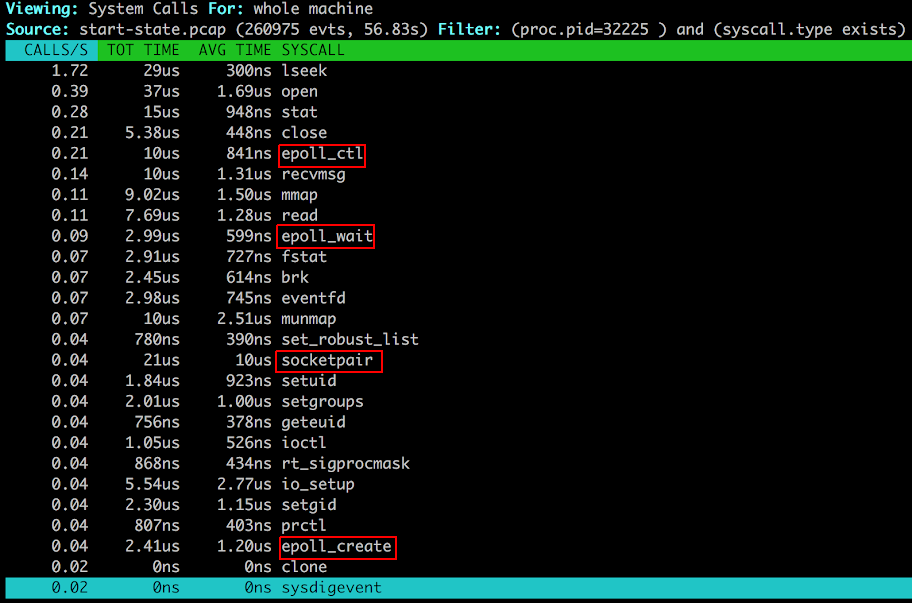 Viewing: System Calls For: whole machine
Source: start-state.pcap (260975 evts, 56.83s) Filter: (proc.pid=32225 ) and (syscall.type exists)
CALLS/S TOT TIME AVG TIME SYSCALL
1.72 29us 300ns lseek
0.39 37us 1.69us open
0.28 15us 948ns stat
0.21 5.38us 448ns close
0.21 10us 841ns epoll_ctl
0.14 10us 1.31us recvmsg
0.11 9.02us 1.50us mmap
0.11 7.69us 1.28us read
0.09 2.99us 599ns epoll_wait
0.07 2.91us 727ns fstat
0.07 2.45us 614ns brk
0.07 2.98us 745ns eventfd
0.07 10us 2.51us munmap
0.04 780ns 390ns set_robust_list
0.04 21us 10us socketpair
0.04 1.84us 923ns setuid
0.04 2.01us 1.00us setgroups
0.04 756ns 378ns geteuid
0.04 1.05us 526ns ioctl
0.04 868ns 434ns rt_sigprocmask
0.04 5.54us 2.77us io_setup
0.04 2.30us 1.15us setgid
0.04 807ns 403ns prctl
0.04 2.41us 1.20us epoll_create
0.02 0ns 0ns clone
0.02 0ns 0ns sysdigevent